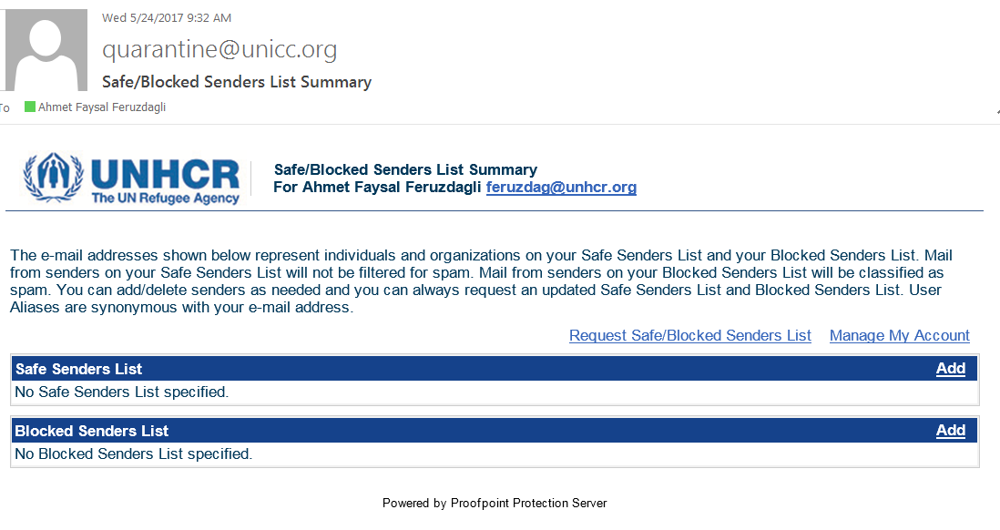 Wed 5/24/2017 9:32 AM
quarantine@unicc.org
Safe/Blocked Senders List Summary
To Ahmet Faysal Feruzdagli
UNHCR
The UN Refugee Agency
Safe/Blocked Senders List Summary
For Ahmet Faysal Feruzdagli feruzdag@unhcr.org
The e-mail addresses shown below represent individuals and organizations on your Safe Senders List and your Blocked Senders List. Mail
from senders on your Safe Senders List will not be filtered for spam. Mail from senders on your Blocked Senders List will be classified as
spam. You can add/delete senders as needed and you can always request an updated Safe Senders List and Blocked Senders List. User
Aliases are synonymous with your e-mail address.
Request Safe/Blocked Senders List Manage My Account
Safe Senders List Add
No Safe Senders List specified.
Blocked Senders List Add
No Blocked Senders List specified.
Powered by Proofpoint Protection Server